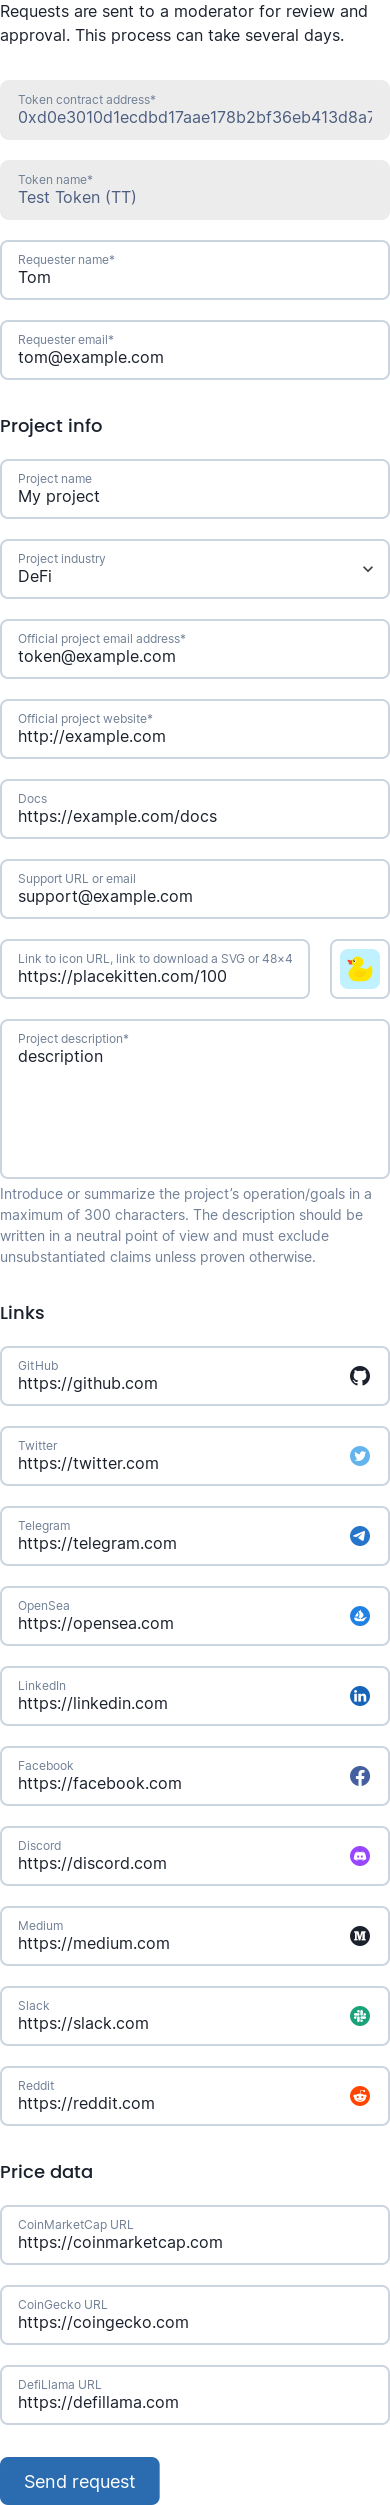 Requests are sent to a moderator for review and
approval. This process can take several days.
Token contract address*
0xd0e3010d1ecdbd17aae178b2bf36eb413d8a7
Token name*
Test Token (TT)
Requester name*
Tom
Requester email*
tom@example.com
Project info
Project name
My project
Project industry
DeFi
Official project email address*
token@example.com
Official project website*
http://example.com
Docs
https://example.com/docs
Support URL or email
support@example.com
Link to icon URL, link to download a SVG or 48×4
https://placekitten.com/100
Project description*
description
Introduce or summarize the project’s operation/goals in a
maximum of 300 characters. The description should be
written in a neutral point of view and must exclude
unsubstantiated claims unless proven otherwise.
Links
GitHub
https://github.com
Twitter
https://twitter.com
Telegram
https://telegram.com
OpenSea
https://opensea.com
LinkedIn
https://linkedin.com
Facebook
https://facebook.com
Discord
https://discord.com
Medium
https://medium.com
Slack
https://slack.com
Reddit
https://reddit.com
Price data
CoinMarketCap URL
https://coinmarketcap.com
CoinGecko URL
https://coingecko.com
DefiLlama URL
https://defillama.com
Send request